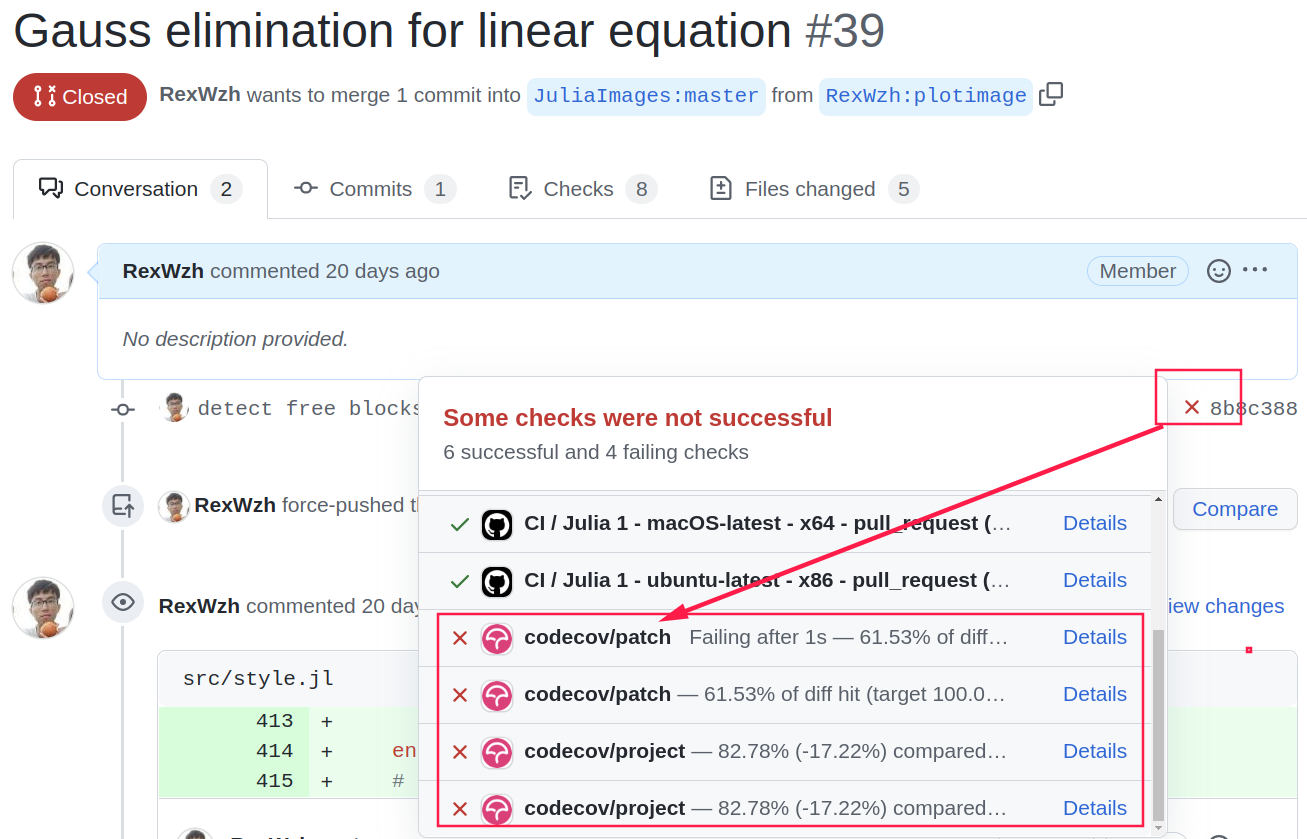 Gauss elimination for linear equation #39
Closed RexWzh wants to merge 1 commit into JuliaImages:master from RexWzh:plotimage
Conversation 2 Commits 1 Checks 8 Files changed 5
RexWzh commented 20 days ago Member
No description provided.
detect free blocks 8b8c388
Some checks were not successful
6 successful and 4 failing checks
RexWzh force-pushed Compare
CI / Julia 1 - macOS-latest - x64 - pull_request (… Details
CI / Julia 1 - ubuntu-latest - x86 - pull_request (… Details
RexWzh commented 20 day iew changes
codecov/patch Failing after 1s — 61.53% of diff… Details
codecov/patch — 61.53% of diff hit (target 100.0… Details
codecov/project — 82.78% (-17.22%) compared… Details
codecov/project — 82.78% (-17.22%) compared… Details
src/style.jl
413 +
414 + en
415 + #